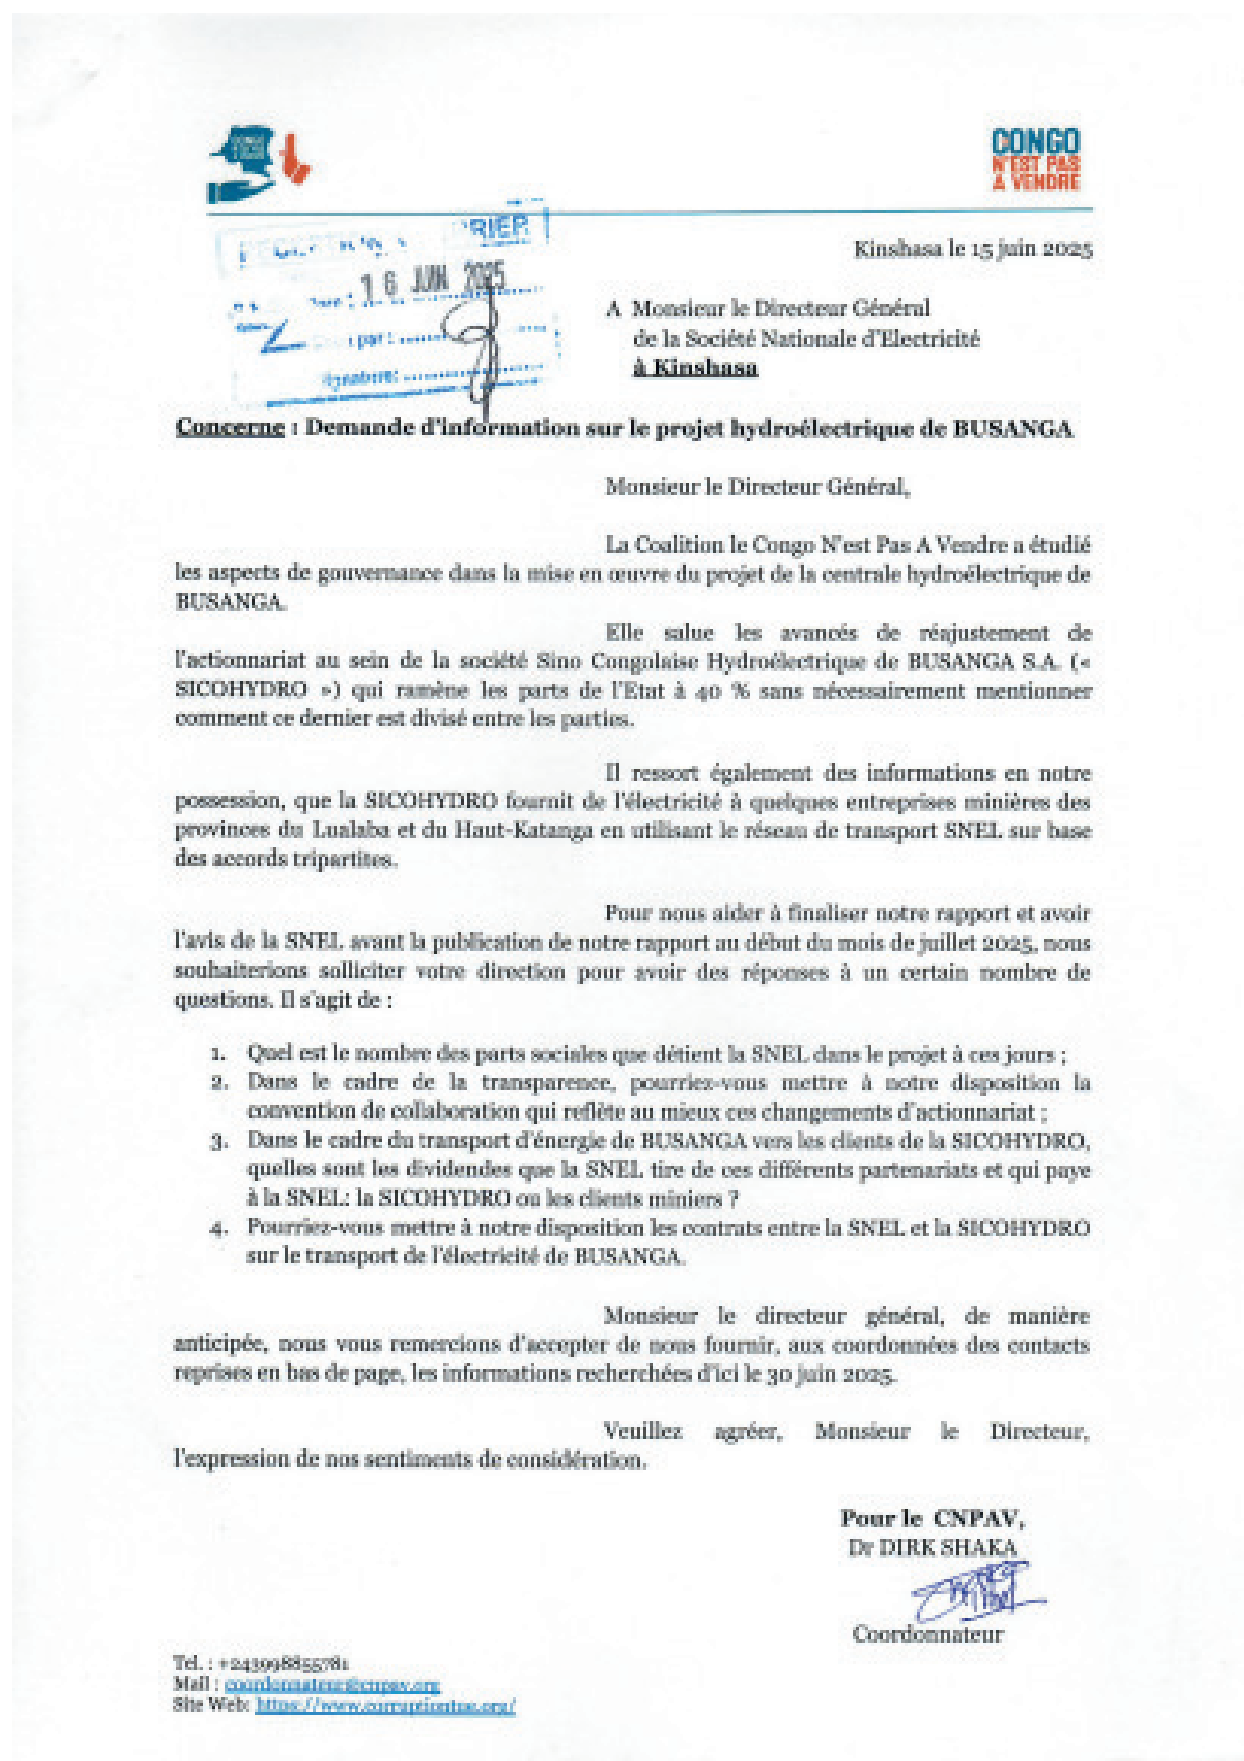 CONGO
N'EST PAS
A VENDRE
RIER
16 JUIN 2025
Kinshasa le 15 juin 2025
A Monsieur le Directeur Général
de la Société Nationale d'Electricité
à Kinshasa
Concerne : Demande d'information sur le projet hydroélectrique de BUSANGA
Monsieur le Directeur Général,
La Coalition le Congo N'est Pas A Vendre a étudié
les aspects de gouvernance dans la mise en œuvre du projet de la centrale hydroélectrique de
BUSANGA.
Elle salue les avancés de réajustement de
l'actionnariat au sein de la société Sino Congolaise Hydroélectrique de BUSANGA S.A. («
SICOHYDRO ») qui ramène les parts de l'Etat à 40 % sans nécessairement mentionner
comment ce dernier est divisé entre les parties.
Il ressort également des informations en notre
possession, que la SICOHYDRO fournit de l'électricité à quelques entreprises minières des
provinces du Lualaba et du Haut-Katanga en utilisant le réseau de transport SNEL sur base
des accords tripartites.
Pour nous aider à finaliser notre rapport et avoir
l'avis de la SNEL avant la publication de notre rapport au début du mois de juillet 2025, nous
souhaiterions solliciter votre direction pour avoir des réponses à un certain nombre de
questions. Il s'agit de :
1. Quel est le nombre des parts sociales que détient la SNEL dans le projet à ces jours ;
2. Dans le cadre de la transparence, pourriez-vous mettre à notre disposition la
convention de collaboration qui reflète au mieux ces changements d'actionnariat ;
3. Dans le cadre du transport d'énergie de BUSANGA vers les clients de la SICOHYDRO,
quelles sont les dividendes que la SNEL tire de ces différents partenariats et qui paye
à la SNEL: la SICOHYDRO ou les clients miniers ?
4. Pourriez-vous mettre à notre disposition les contrats entre la SNEL et la SICOHYDRO
sur le transport de l'électricité de BUSANGA.
Monsieur le directeur général, de manière
anticipée, nous vous remercions d'accepter de nous fournir, aux coordonnées des contacts
reprises en bas de page, les informations recherchées d'ici le 30 juin 2025.
Veuillez agréer, Monsieur le Directeur,
l'expression de nos sentiments de considération.
Pour le CNPAV,
Dr DIRK SHAKA
Coordonnateur
Tel. : +243998855781
Mail : coordonnateur@cnpav.org
Site Web: https://www.corruptiontue.org/